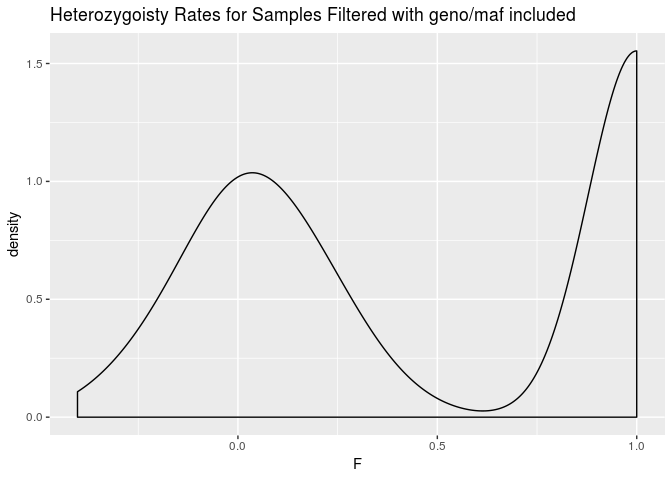 Heterozygoisty Rates for Samples Filtered with geno/maf included
1.5
1.0
density
0.5
0.0
0.0 0.5 1.0
F